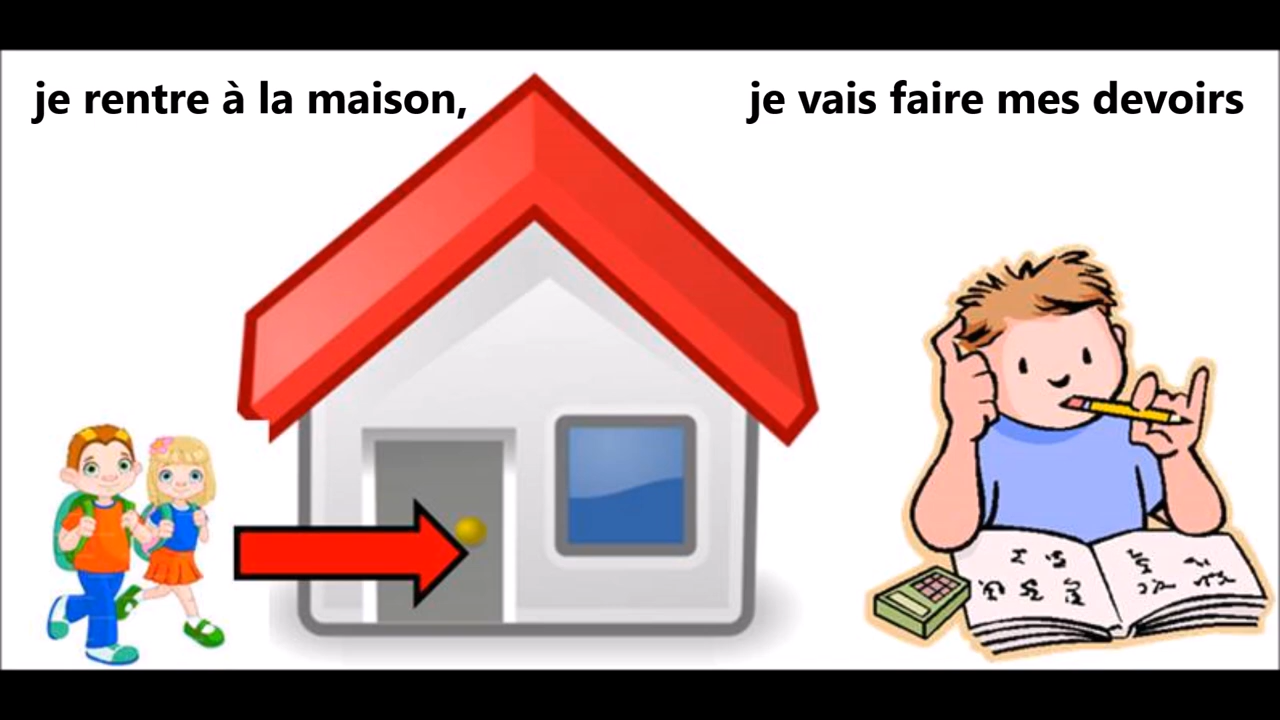 je rentre à la maison,
je vais faire mes devoirs